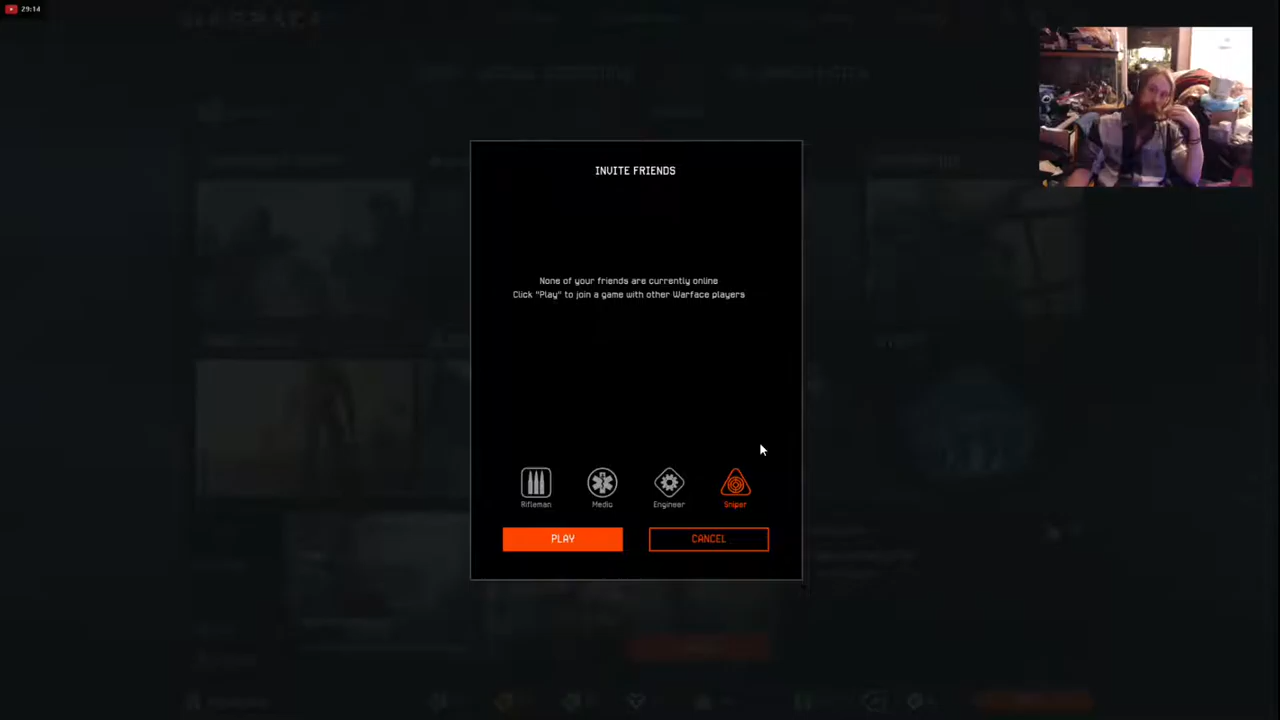 29:14
INVITE FRIENDS
None of your friends are currently online
Click "Play" to join a game with other Warface players
Rifleman
Medic
Engineer
Sniper
PLAY
CANCEL